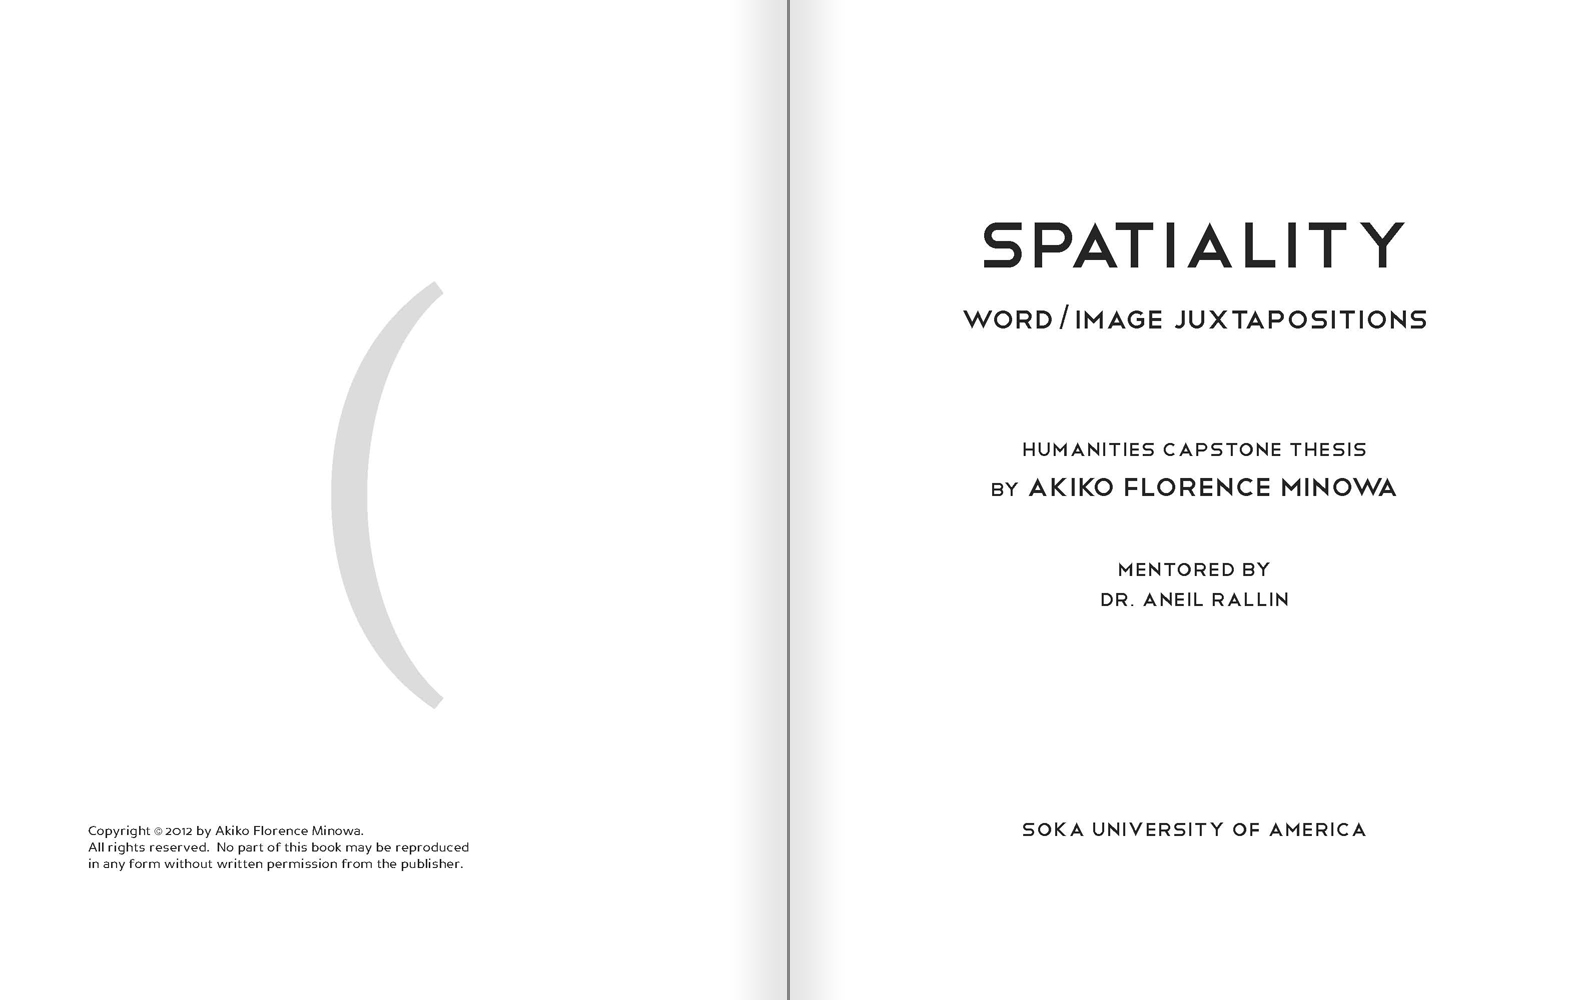 (
Copyright © 2012 by Akiko Florence Minowa.
All rights reserved. No part of this book may be reproduced
in any form without written permission from the publisher.
SPATIALITY
WORD / IMAGE JUXTAPOSITIONS
HUMANITIES CAPSTONE THESIS
BY AKIKO FLORENCE MINOWA
MENTORED BY
DR. ANEIL RALLIN
SOKA UNIVERSITY OF AMERICA